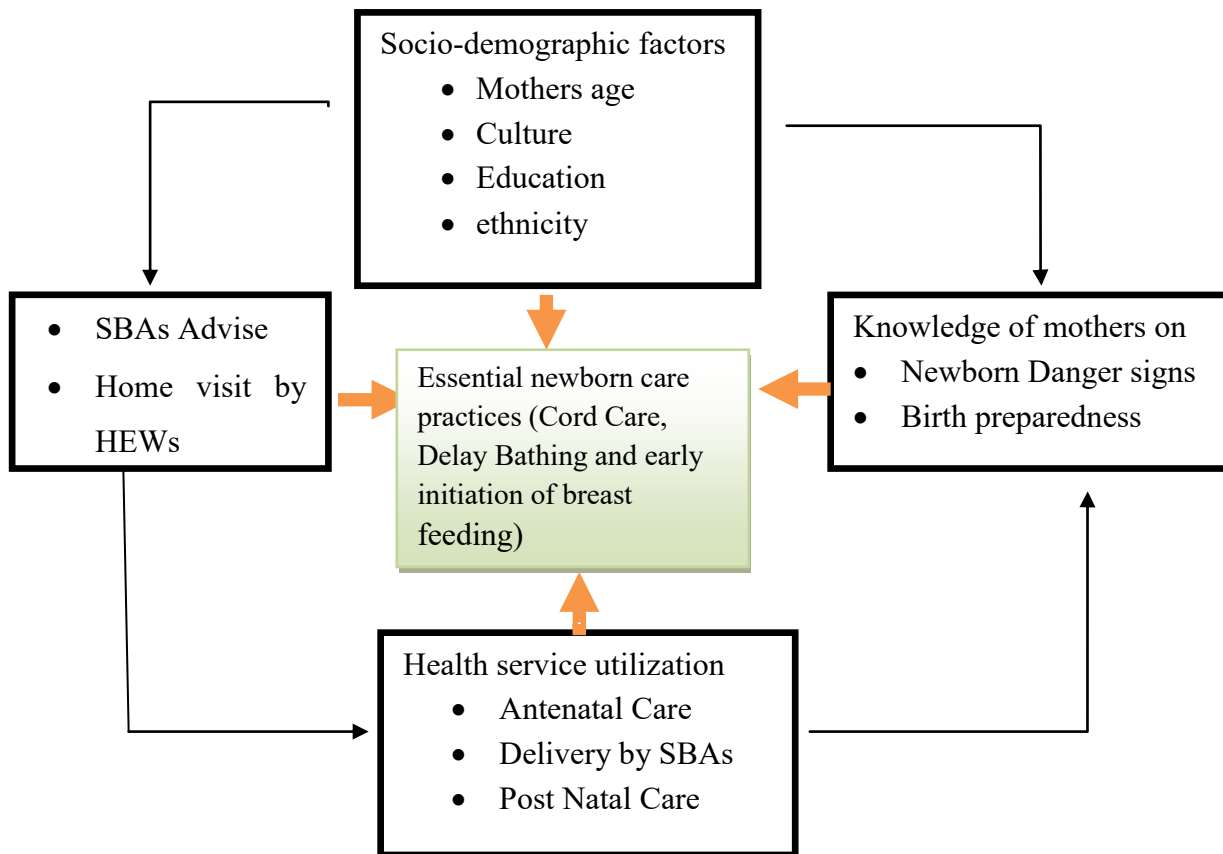 Socio-demographic factors
• Mothers age
• Culture
• Education
• ethnicity
• SBAs Advise
• Home visit by
HEWs
Essential newborn care
practices (Cord Care,
Delay Bathing and early
initiation of breast
feeding)
Knowledge of mothers on
• Newborn Danger signs
• Birth preparedness
Health service utilization
• Antenatal Care
• Delivery by SBAs
• Post Natal Care